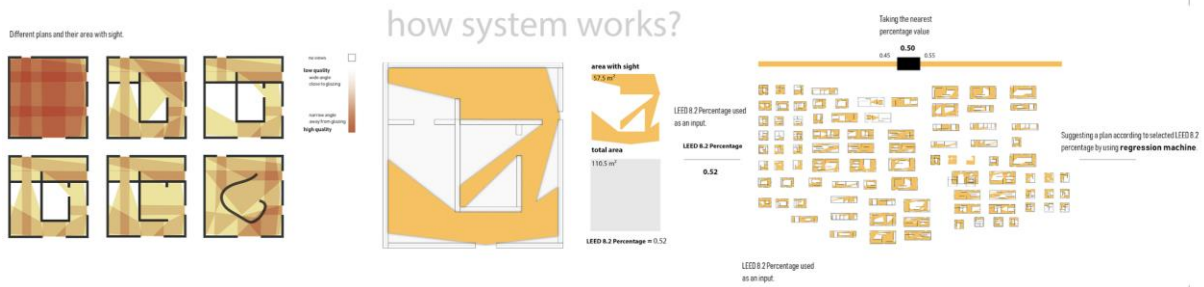 how system works?
Different plans and their area with sight.
no views
low quality
wide angle
close to glazing
narrow angle
away from glazing
high quality
area with sight
57.5 m²
total area
110.5 m²
LEED 8.2 Percentage = 0.52
LEED 8.2 Percentage used
as an input.
LEED 8.2 Percentage
0.52
Taking the nearest
percentage value
0.50
0.45
0.55
Suggesting a plan according to selected LEED 8.2
percentage by using regression machine
LEED 8.2 Percentage used
as an input.